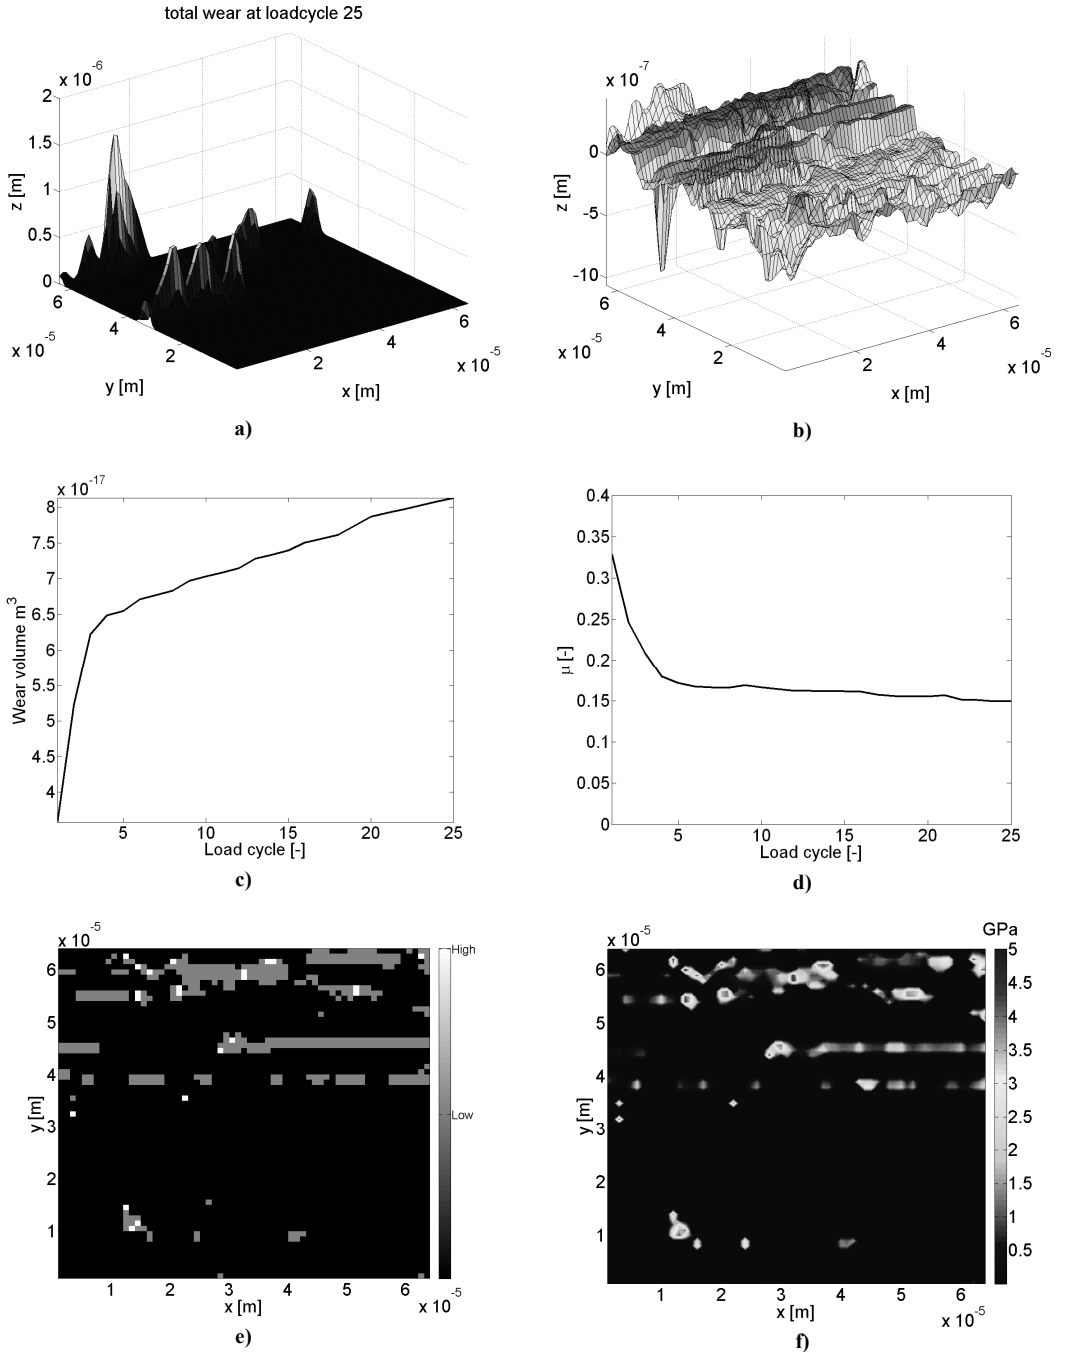 total wear at loadcycle 25
x 10-6
2
1.5
1
0.5
0
z [m]
6
4
2
x 10-5
y [m]
2
4
6
x 10-5
x [m]
a)
x 10-7
0
-5
-10
z [m]
6
4
2
x 10-5
y [m]
2
4
6
x 10-5
x [m]
b)
x 10-17
8
7.5
7
6.5
6
5.5
5
4.5
4
Wear volume m3
5 10 15 20 25
Load cycle [-]
c)
0.4
0.35
0.3
0.25
0.2
0.15
0.1
0.05
0
μ [-]
5 10 15 20 25
Load cycle [-]
d)
x 10-5
6
5
4
3
2
1
y [m]
1 2 3 4 5 6
x [m]
x 10-5
High
Low
-5
e)
x 10-5
6
5
4
3
2
1
y [m]
1 2 3 4 5 6
x [m]
x 10-5
GPa
5
4.5
4
3.5
3
2.5
2
1.5
1
0.5
f)